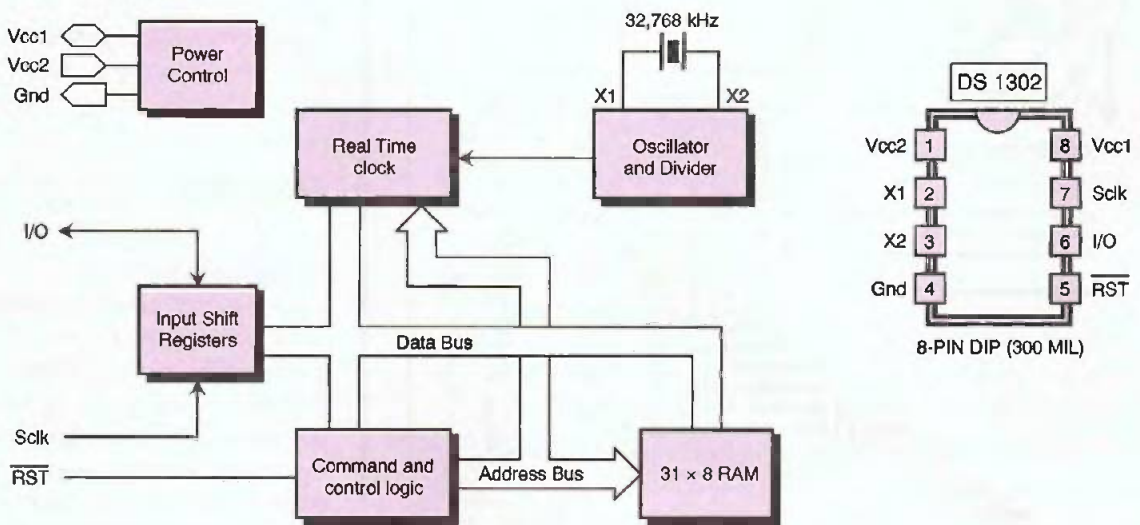 Vcc1
Vcc2
Gnd
Power
Control
32,768 kHz
X1
X2
Real Time
clock
Oscillator
and Divider
I/O
Input Shift
Registers
Data Bus
Sclk
RST
Command and
control logic
Address Bus
31 × 8 RAM
DS 1302
Vcc2 1 8 Vcc1
X1 2 7 Sclk
X2 3 6 I/O
Gnd 4 5 RST
8-PIN DIP (300 MIL)